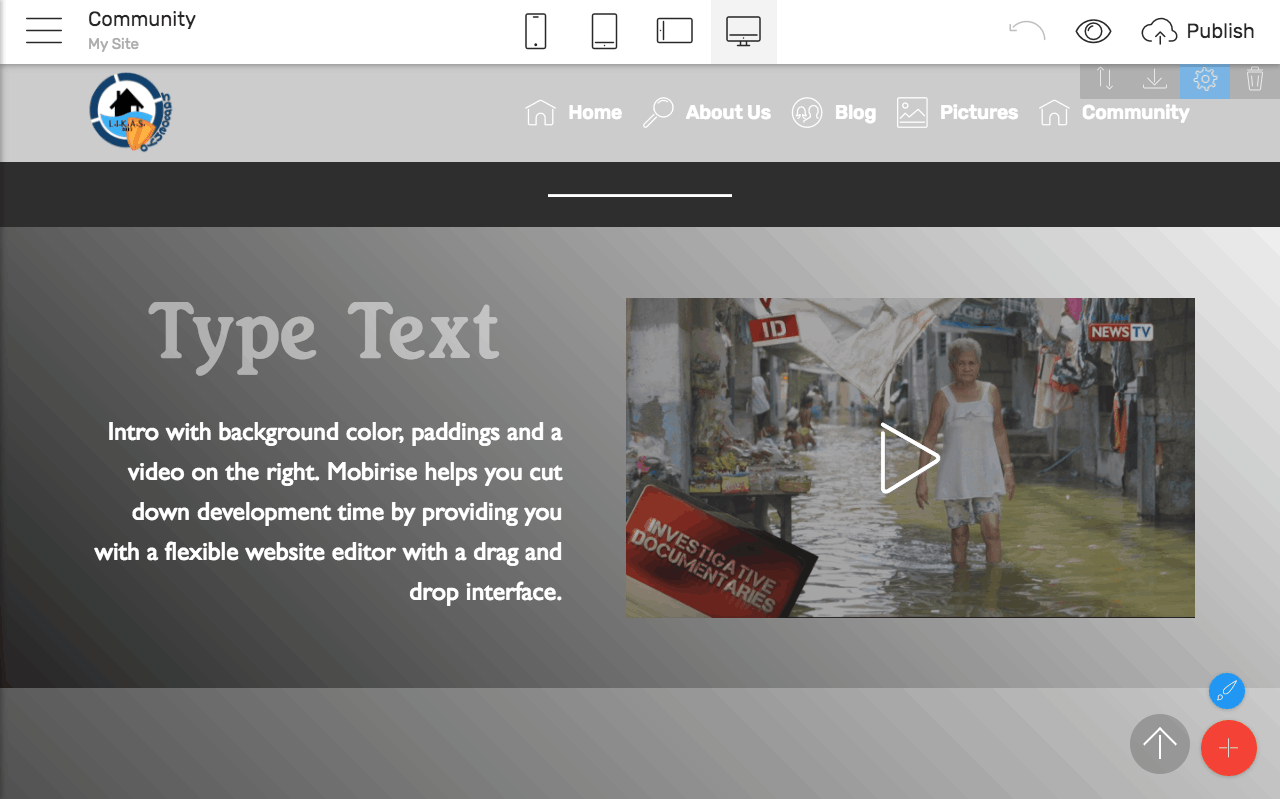 Community
My Site
Publish
L.I.K.A.S.
Home
About Us
Blog
Pictures
Community
Type Text
Intro with background color, paddings and a
video on the right. Mobirise helps you cut
down development time by providing you
with a flexible website editor with a drag and
drop interface.
ID
NEWS TV
INVESTIGATIVE
DOCUMENTARIES